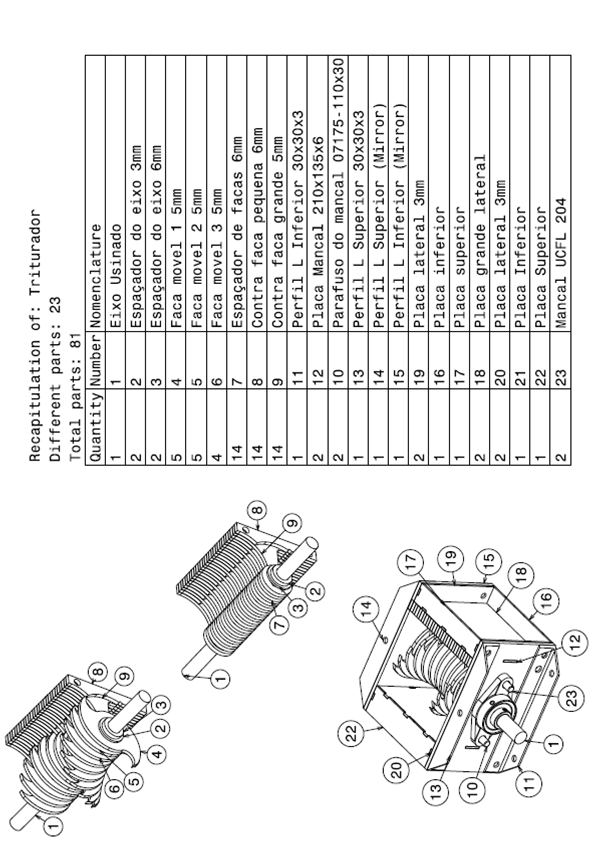 Recapitulation of: Triturador
Different parts: 23
Total parts: 81
Quantity Number Nomenclature
1 1 Eixo Usinado
2 2 Espaçador do eixo 3mm
2 3 Espaçador do eixo 6mm
5 4 Faca movel 1 5mm
5 5 Faca movel 2 5mm
4 6 Faca movel 3 5mm
14 7 Espaçador de facas 6mm
14 8 Contra faca pequena 6mm
14 9 Contra faca grande 5mm
1 11 Perfil L Inferior 30x30x3
2 12 Placa Mancal 210x135x6
2 10 Parafuso do mancal 07175-110x30
1 13 Perfil L Superior 30x30x3
1 14 Perfil L Superior (Mirror)
1 15 Perfil L Inferior (Mirror)
2 19 Placa lateral 3mm
1 16 Placa inferior
1 17 Placa superior
2 18 Placa grande lateral
2 20 Placa lateral 3mm
1 21 Placa Inferior
1 22 Placa Superior
2 23 Mancal UCFL 204
1
6
5
4
2
3
9
8
1
7
3
2
9
8
22
20
13
10
11
1
23
12
16
18
15
19
17
14